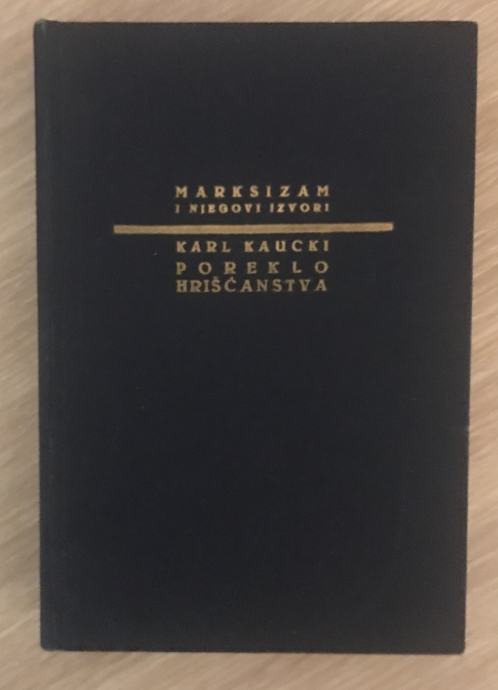 MARKSIZAM
I NJEGOVI IZVORI
KARL KAUCKI
POREKLO
HRIŠĆANSTVA